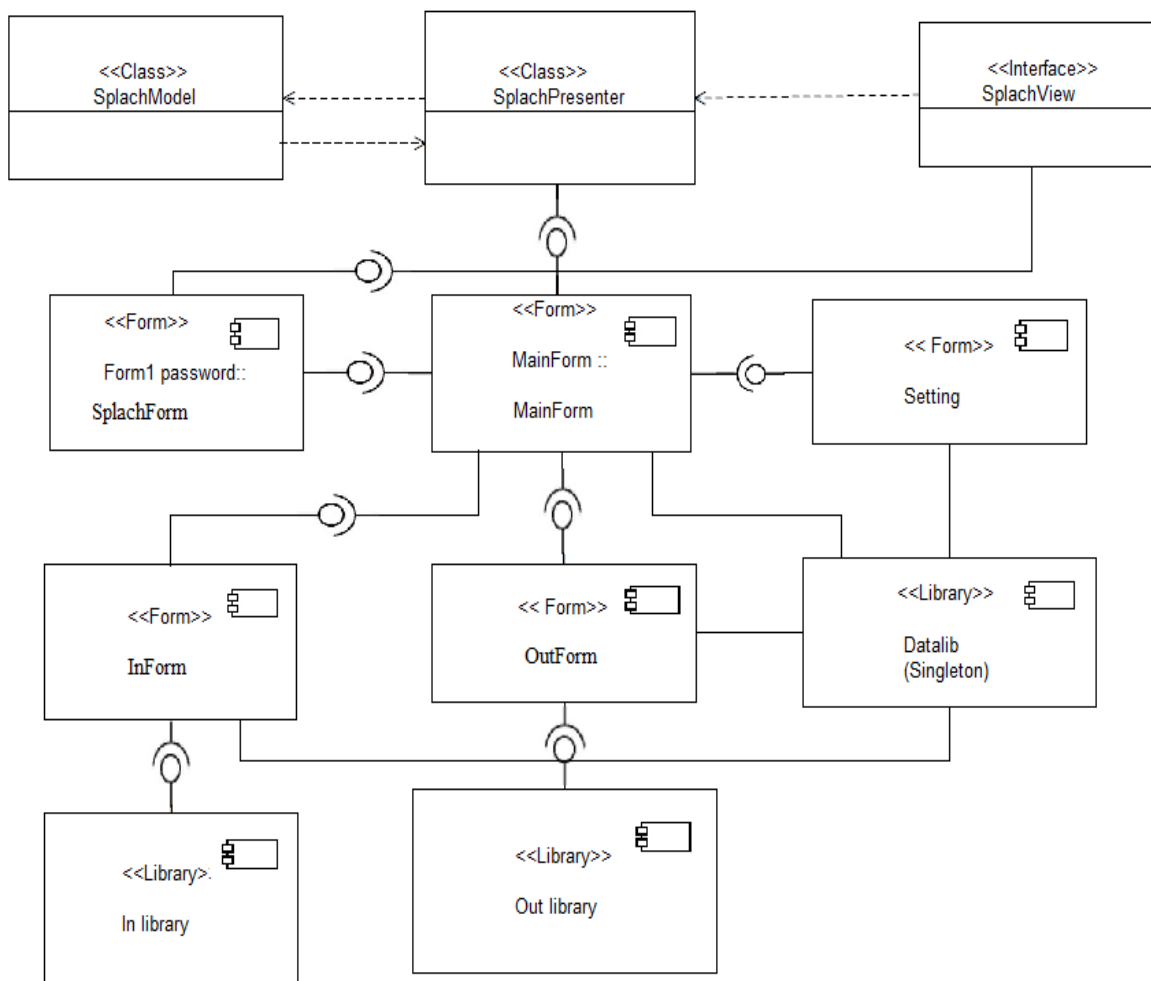 <<Class>>
SplachModel
<<Class>>
SplachPresenter
<<Interface>>
SplachView
<<Form>>
Form1 password::
SplachForm
<<Form>>
MainForm ::
MainForm
<< Form>>
Setting
<<Form>>
InForm
<< Form>>
OutForm
<<Library>>
Datalib
(Singleton)
<<Library>.
In library
<<Library>>
Out library